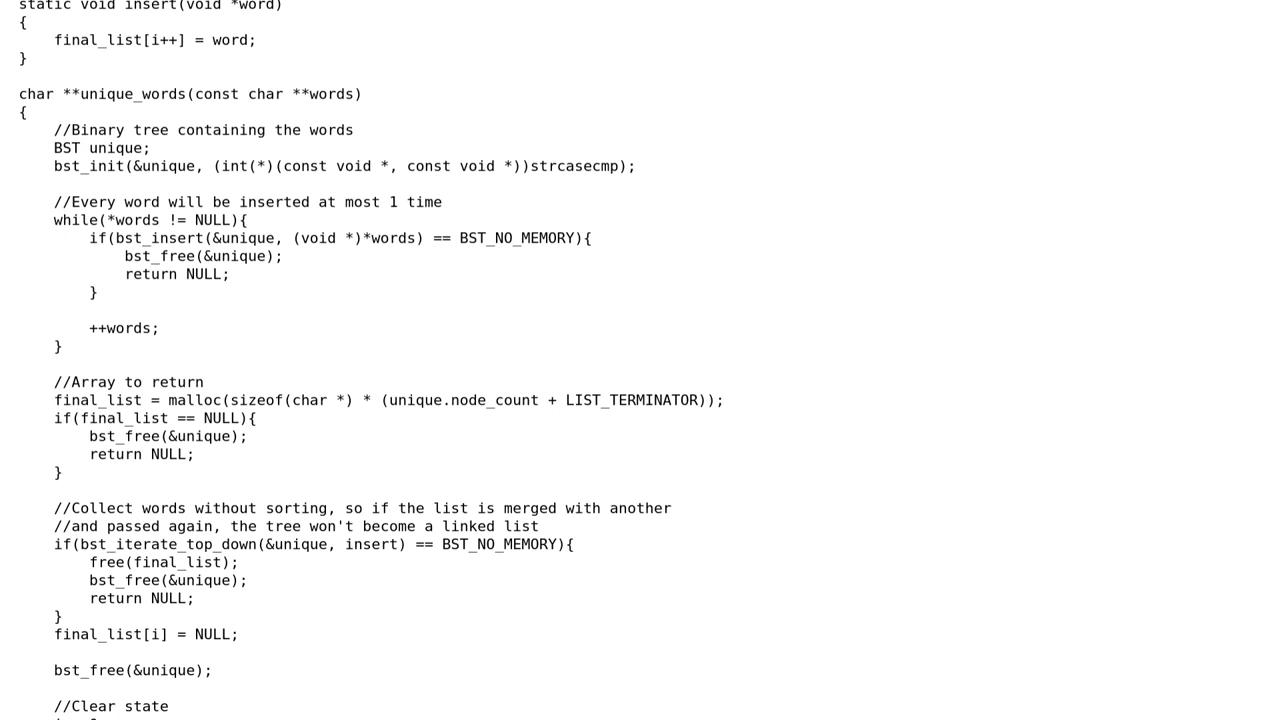 static void insert(void *word)
{
    final_list[i++] = word;
}

char **unique_words(const char **words)
{
    //Binary tree containing the words
    BST unique;
    bst_init(&unique, (int(*)(const void *, const void *))strcasecmp);

    //Every word will be inserted at most 1 time
    while(*words != NULL){
        if(bst_insert(&unique, (void *)*words) == BST_NO_MEMORY){
            bst_free(&unique);
            return NULL;
        }

        ++words;
    }

    //Array to return
    final_list = malloc(sizeof(char *) * (unique.node_count + LIST_TERMINATOR));
    if(final_list == NULL){
        bst_free(&unique);
        return NULL;
    }

    //Collect words without sorting, so if the list is merged with another
    //and passed again, the tree won't become a linked list
    if(bst_iterate_top_down(&unique, insert) == BST_NO_MEMORY){
        free(final_list);
        bst_free(&unique);
        return NULL;
    }
    final_list[i] = NULL;

    bst_free(&unique);

    //Clear state